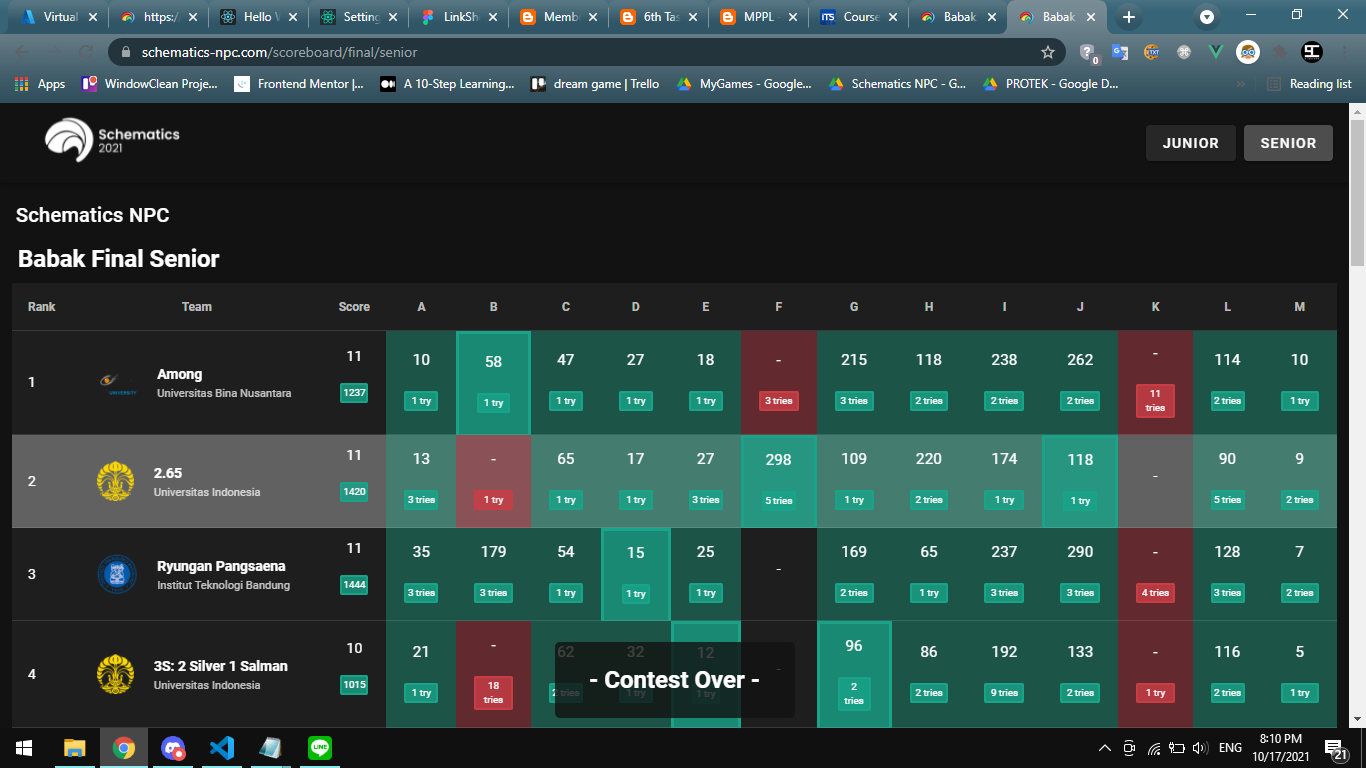 Virtual
https:/
Hello W
Setting
LinkSh
Memb
6th Tas
MPPL -
Course
Babak
Babak
schematics-npc.com/scoreboard/final/senior
0
Apps
WindowClean Proje...
Frontend Mentor |...
A 10-Step Learning...
dream game | Trello
MyGames - Google...
Schematics NPC - G...
PROTEK - Google D...
»
Reading list
Schematics
2021
JUNIOR
SENIOR
Schematics NPC
Babak Final Senior
Rank Team Score A B C D E F G H I J K L M
11 10 58 47 27 18 - 215 118 238 262 - 114 10
1 Among
Universitas Bina Nusantara
1237 1 try 1 try 1 try 1 try 1 try 3 tries 3 tries 2 tries 2 tries 2 tries 11 tries 2 tries 1 try
11 13 - 65 17 27 298 109 220 174 118 - 90 9
2 2.65
Universitas Indonesia
1420 3 tries 1 try 1 try 1 try 3 tries 5 tries 1 try 2 tries 1 try 1 try 5 tries 2 tries
11 35 179 54 15 25 - 169 65 237 290 - 128 7
3 Ryungan Pangsaena
Institut Teknologi Bandung
1444 3 tries 3 tries 1 try 1 try 1 try 2 tries 1 try 3 tries 3 tries 4 tries 3 tries 2 tries
10 21 - 62 32 12 - 96 86 192 133 - 116 5
4 3S: 2 Silver 1 Salman
Universitas Indonesia
1015 1 try 18 tries 2 tries 2 tries 2 tries 9 tries 2 tries 1 try 2 tries 1 try
- Contest Over -
ENG
8:10 PM
10/17/2021
21